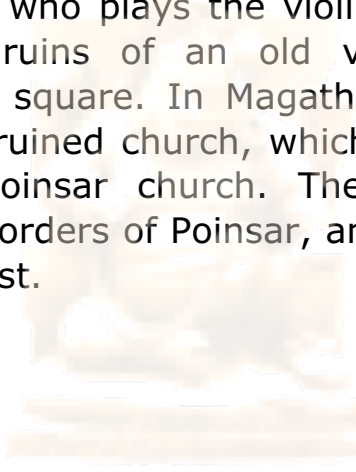 who plays the violi
ruins of an old v
square. In Magath
ruined church, which
oinsar church. The
orders of Poinsar, ar
st.